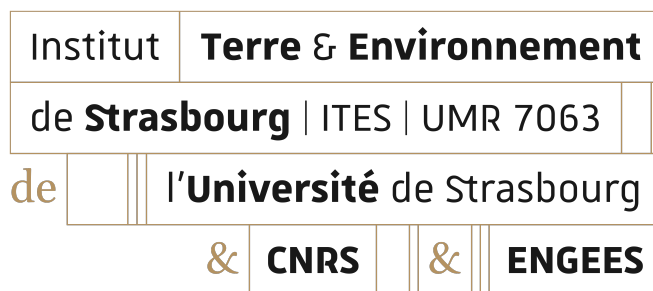 Institut Terre & Environnement
de Strasbourg | ITES | UMR 7063
de l'Université de Strasbourg
& CNRS & ENGEES